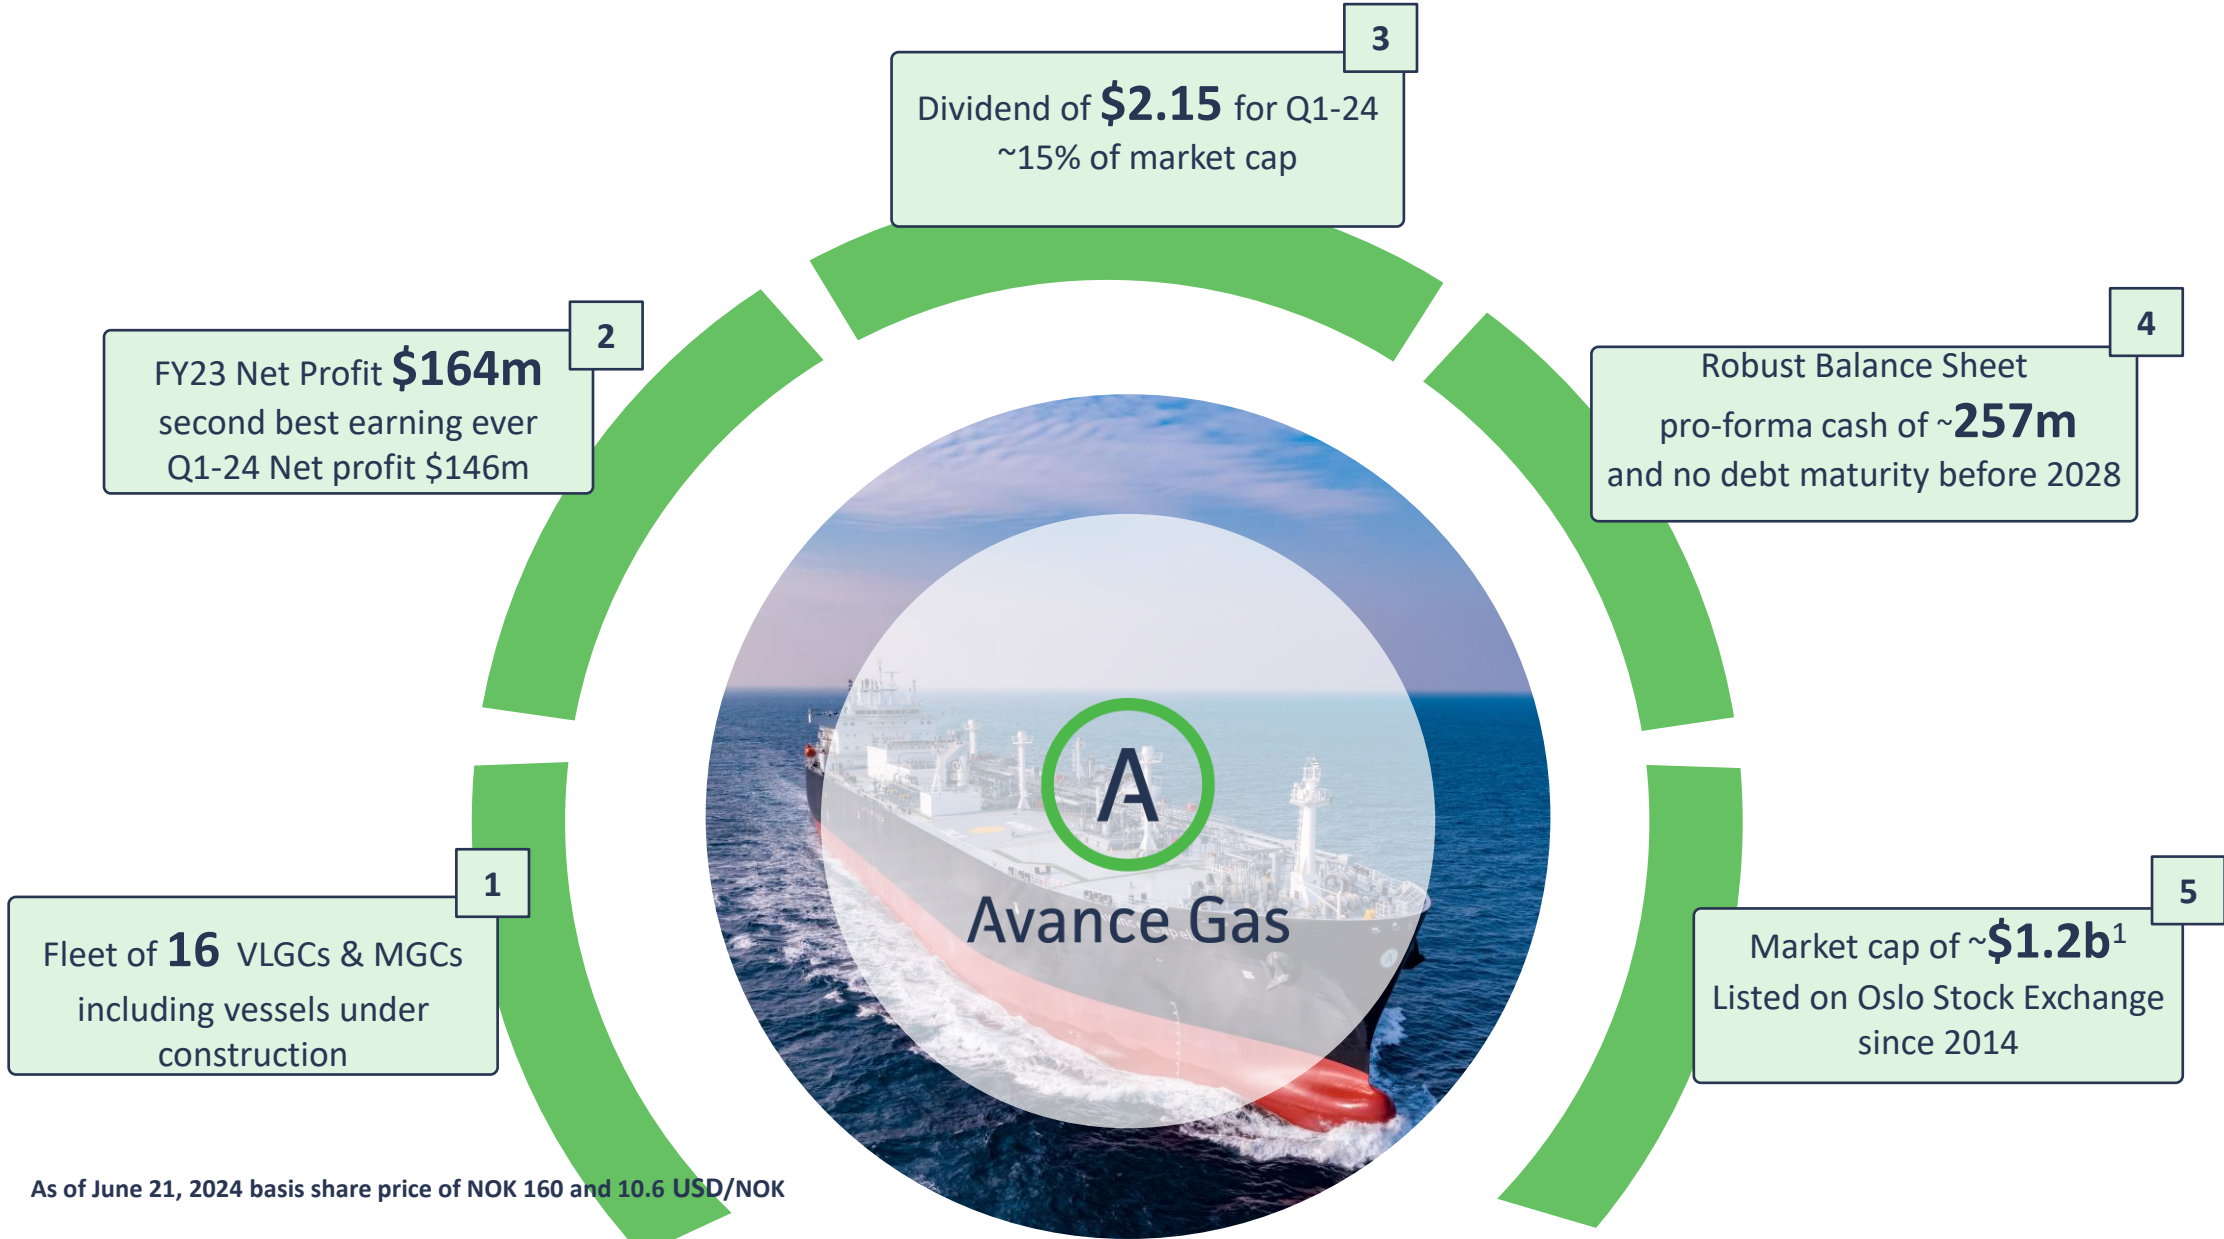 3
Dividend of $2.15 for Q1-24
~15% of market cap
2
FY23 Net Profit $164m
second best earning ever
Q1-24 Net profit $146m
4
Robust Balance Sheet
pro-forma cash of ~257m
and no debt maturity before 2028
1
Fleet of 16 VLGCs & MGCs
including vessels under
construction
5
Market cap of ~$1.2b¹
Listed on Oslo Stock Exchange
since 2014
A
Avance Gas
As of June 21, 2024 basis share price of NOK 160 and 10.6 USD/NOK